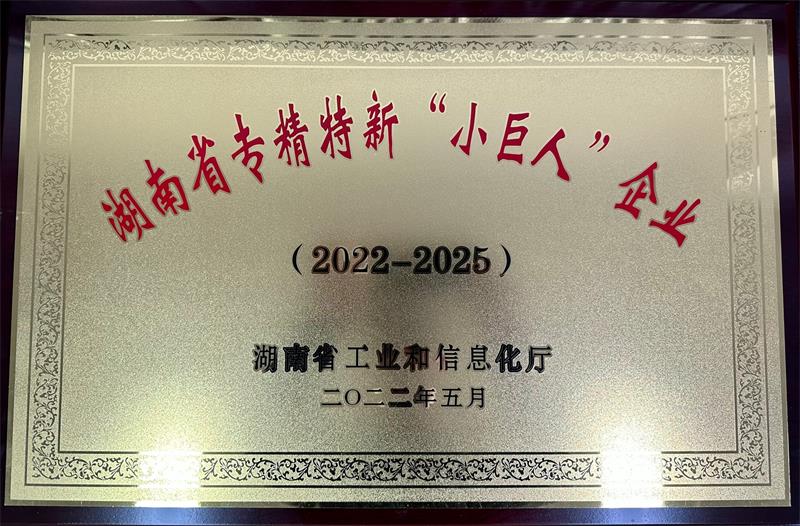 湖南省专精特新“小巨人”企业
（2022-2025）
湖南省工业和信息化厅
二〇二二年五月